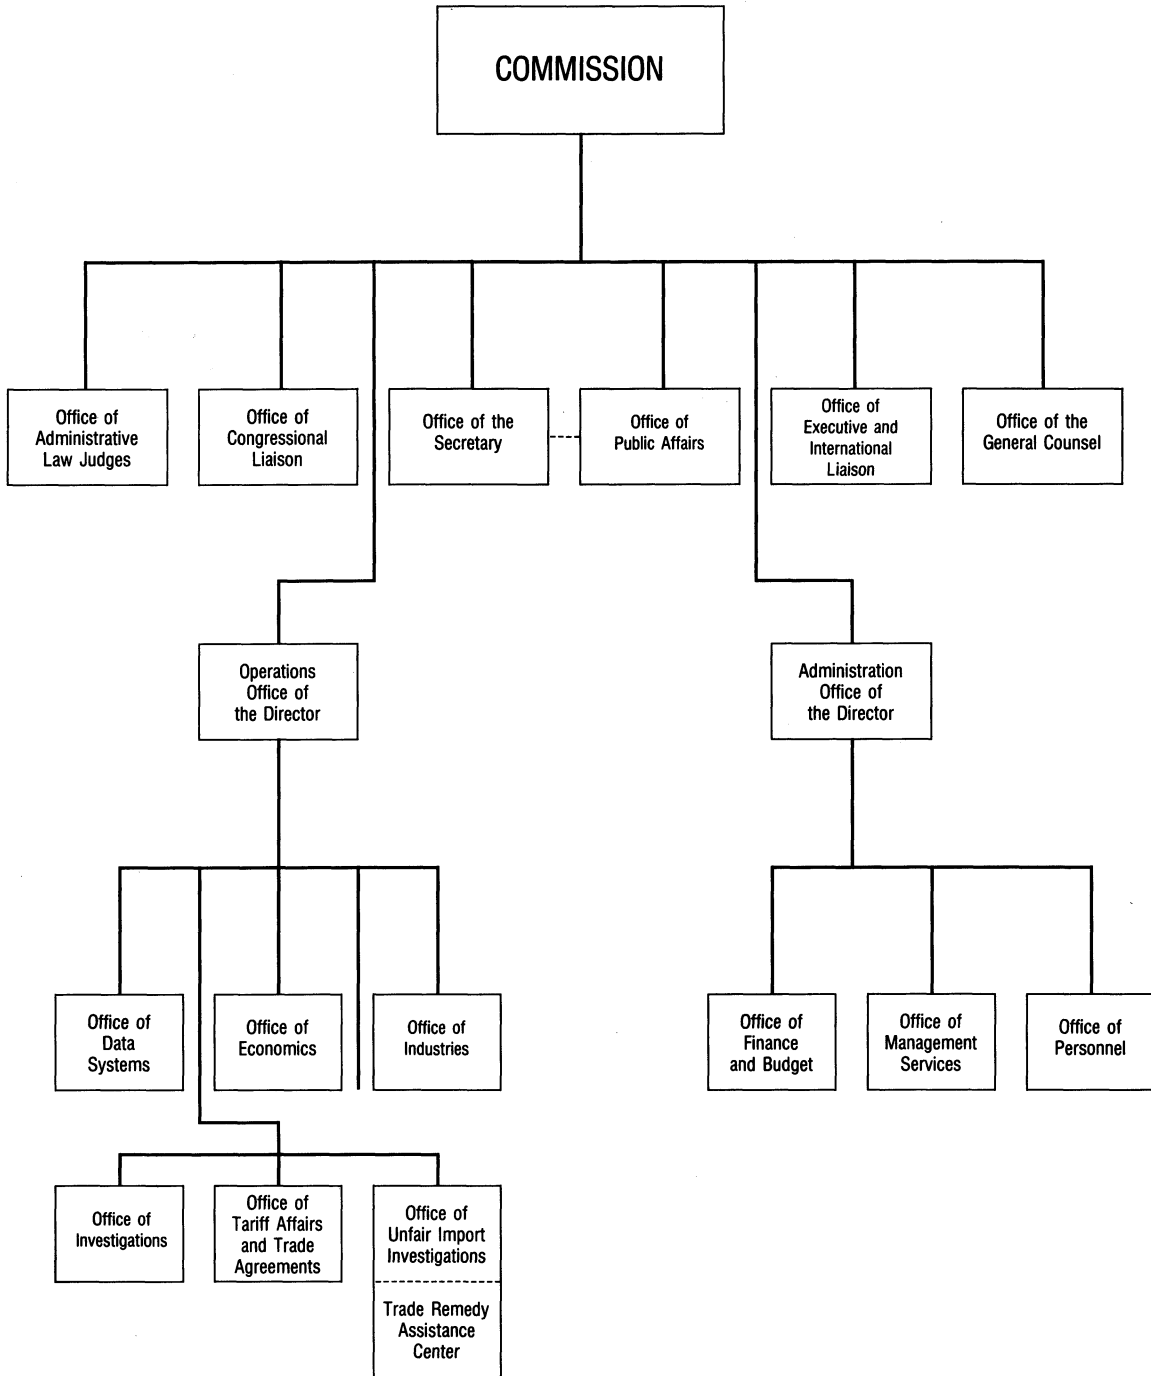 COMMISSION
Office of
Administrative
Law Judges
Office of
Congressional
Liaison
Office of the
Secretary
Office of
Public Affairs
Office of
Executive and
International
Liaison
Office of the
General Counsel
Operations
Office of
the Director
Administration
Office of
the Director
Office of
Data
Systems
Office of
Economics
Office of
Industries
Office of
Finance
and Budget
Office of
Management
Services
Office of
Personnel
Office of
Investigations
Office of
Tariff Affairs
and Trade
Agreements
Office of
Unfair Import
Investigations
Trade Remedy
Assistance
Center